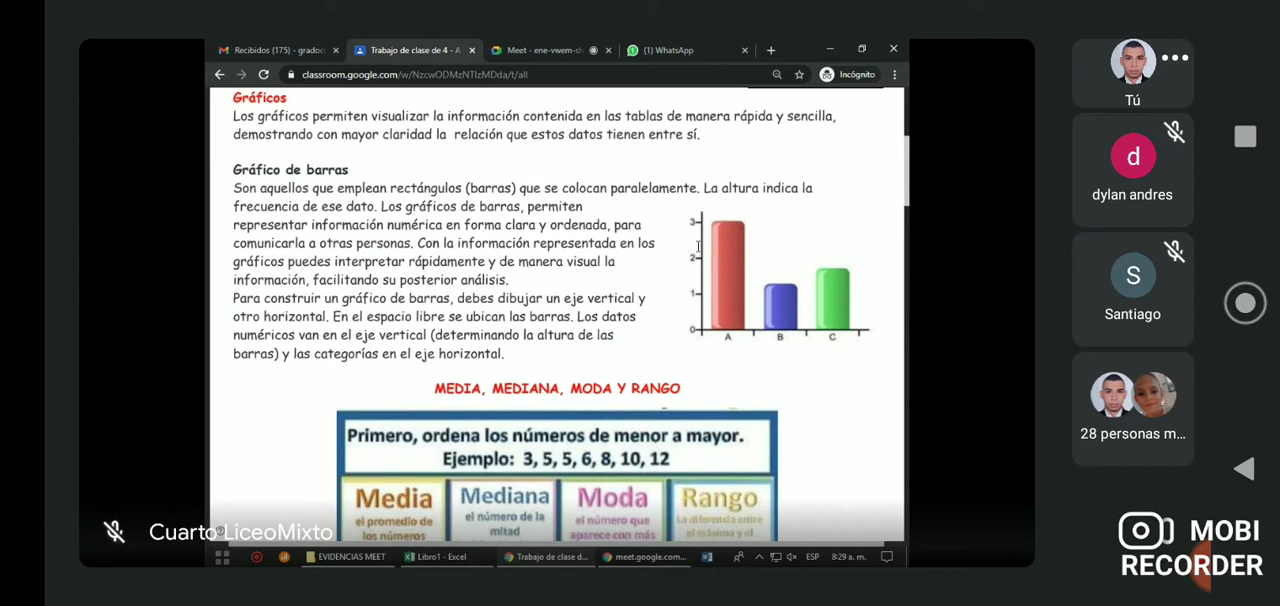 Recibidos (175) - gradoc
Trabajo de clase de 4 - A
Meet - ene-vwem-s
(1) WhatsApp
classroom.google.com/w/NzcwODMzNTIzMDda/t/all
Incógnito
Gráficos
Los gráficos permiten visualizar la información contenida en las tablas de manera rápida y sencilla,
demostrando con mayor claridad la relación que estos datos tienen entre sí.
Gráfico de barras
Son aquellos que emplean rectángulos (barras) que se colocan paralelamente. La altura indica la
frecuencia de ese dato. Los gráficos de barras, permiten
representar información numérica en forma clara y ordenada, para
comunicarla a otras personas. Con la información representada en los
gráficos puedes interpretar rápidamente y de manera visual la
información, facilitando su posterior análisis.
Para construir un gráfico de barras, debes dibujar un eje vertical y
otro horizontal. En el espacio libre se ubican las barras. Los datos
numéricos van en el eje vertical (determinando la altura de las
barras) y las categorías en el eje horizontal.
3
2
1
0
A B C
MEDIA, MEDIANA, MODA Y RANGO
Primero, ordena los números de menor a mayor.
Ejemplo: 3, 5, 5, 6, 8, 10, 12
Media
el promedio de
los números
Mediana
el número de la
mitad
Moda
el número que
aparece con más
Rango
La diferencia entre
el máximo y el
Cuarto LiceoMixto
EVIDENCIAS MEET
Libro1 - Excel
Trabajo de clase d...
meet.google.com...
ESP
8:29 a. m.
Tú
d
dylan andres
S
Santiago
28 personas m...
MOBI
RECORDER